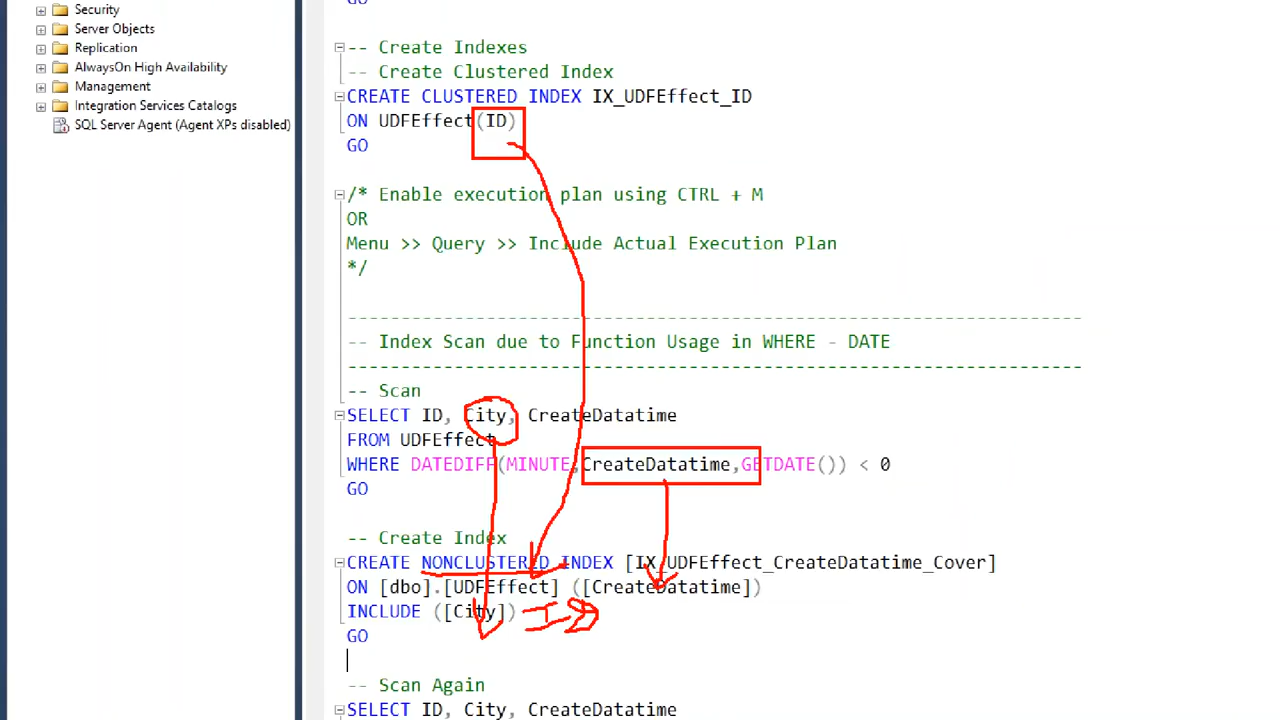 Security
Server Objects
Replication
AlwaysOn High Availability
Management
Integration Services Catalogs
SQL Server Agent (Agent XPs disabled)
-- Create Indexes
-- Create Clustered Index
CREATE CLUSTERED INDEX IX_UDFEffect_ID
ON UDFEffect(ID)
GO
/* Enable execution plan using CTRL + M
OR
Menu >> Query >> Include Actual Execution Plan
*/
-- Index Scan due to Function Usage in WHERE - DATE
-- Scan
SELECT ID, City, CreateDatatime
FROM UDFEffect
WHERE DATEDIFF(MINUTE,CreateDatatime,GETDATE()) < 0
GO
-- Create Index
CREATE NONCLUSTERED INDEX [IX_UDFEffect_CreateDatatime_Cover]
ON [dbo].[UDFEffect] ([CreateDatatime])
INCLUDE ([City])
GO
-- Scan Again
SELECT ID, City, CreateDatatime